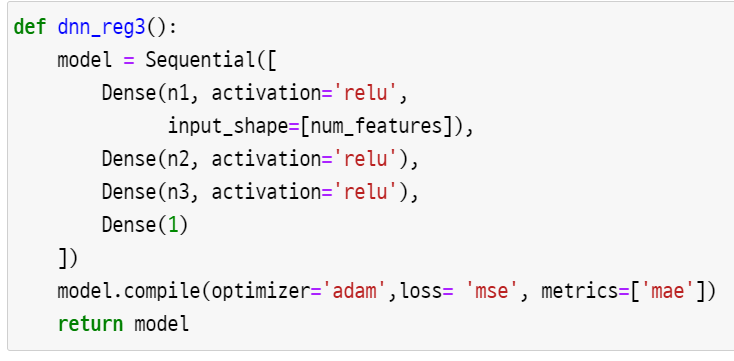 def dnn_reg3():
    model = Sequential([
        Dense(n1, activation='relu',
              input_shape=[num_features]),
        Dense(n2, activation='relu'),
        Dense(n3, activation='relu'),
        Dense(1)
    ])
    model.compile(optimizer='adam',loss= 'mse', metrics=['mae'])
    return model